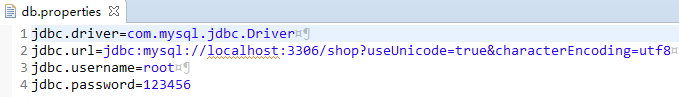 db.properties
1 jdbc.driver=com.mysql.jdbc.Driver¤¶
2 jdbc.url=jdbc:mysql://localhost:3306/shop?useUnicode=true&characterEncoding=utf8¤¶
3 jdbc.username=root¤¶
4 jdbc.password=123456